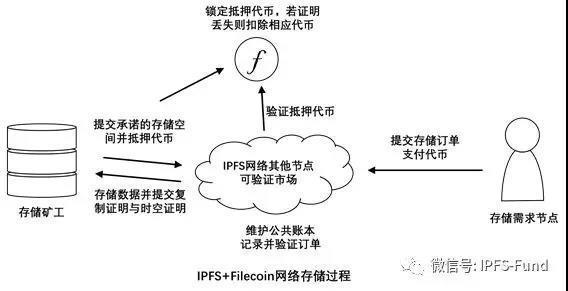 锁定抵押代币，若证明
丢失则扣除相应代币
f
提交承诺的存储空
间并抵押代币
验证抵押代币
提交存储订单
支付代币
IPFS网络其他节点
可验证市场
存储矿工
存储数据并提交复
制证明与时空证明
存储需求节点
维护公共账本
记录并验证订单
微信号: IPFS-Fund
IPFS+Filecoin网络存储过程